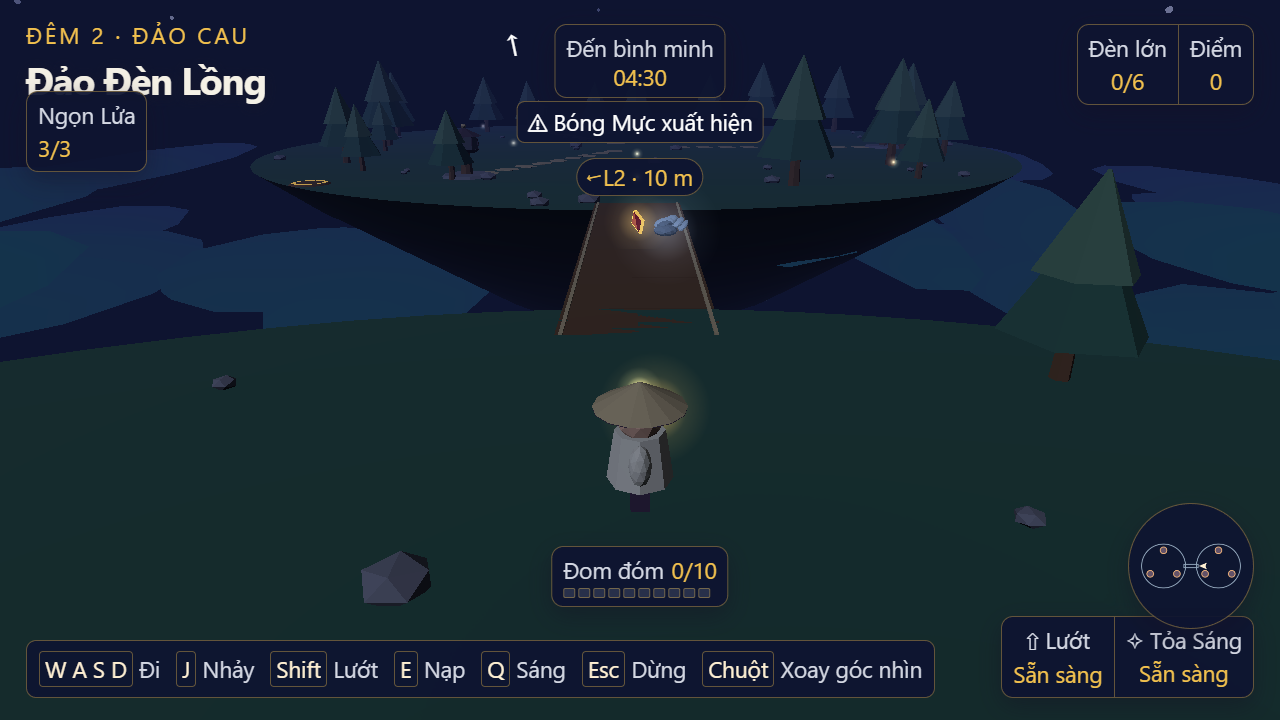 ĐÊM 2 · ĐẢO CAU
Đảo Đèn Lồng
Ngọn Lửa
3/3
Đến bình minh
04:30
⚠ Bóng Mực xuất hiện
←L2 · 10 m
Đèn lớn
0/6
Điểm
0
Đom đóm 0/10
W A S D Đi J Nhảy Shift Lướt E Nạp Q Sáng Esc Dừng Chuột Xoay góc nhìn
⇧ Lướt
Sẵn sàng
✧ Tỏa Sáng
Sẵn sàng